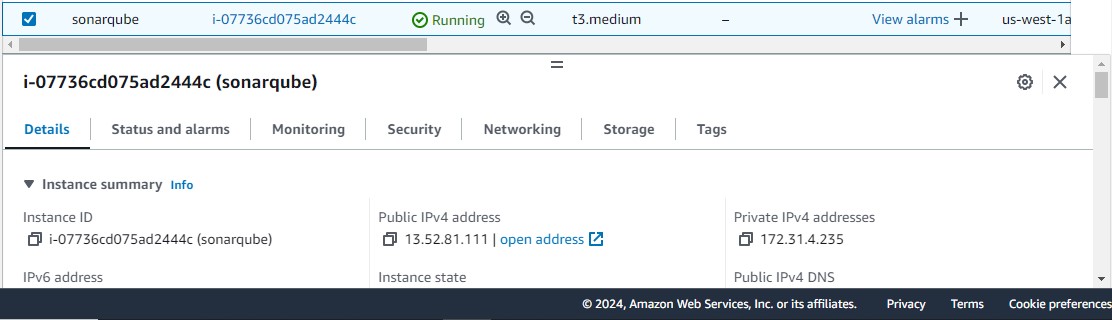 sonarqube i-07736cd075ad2444c Running t3.medium – View alarms + us-west-1a
i-07736cd075ad2444c (sonarqube)
Details Status and alarms Monitoring Security Networking Storage Tags
Instance summary Info
Instance ID Public IPv4 address Private IPv4 addresses
i-07736cd075ad2444c (sonarqube) 13.52.81.111 | open address 172.31.4.235
IPv6 address Instance state Public IPv4 DNS
© 2024, Amazon Web Services, Inc. or its affiliates. Privacy Terms Cookie preferences